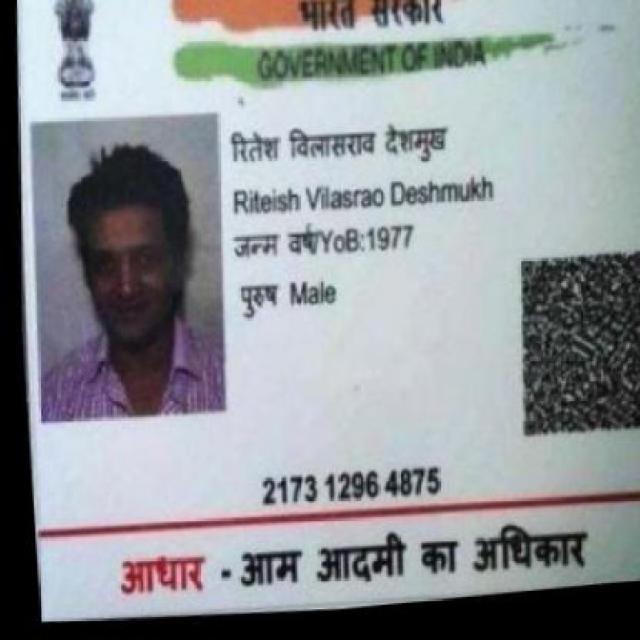 भारत सरकार
GOVERNMENT OF INDIA
रितेश विलासराव देशमुख
Riteish Vilasrao Deshmukh
जन्म वर्ष/YoB:1977
पुरुष Male
2173 1296 4875
आधार - आम आदमी का अधिकार